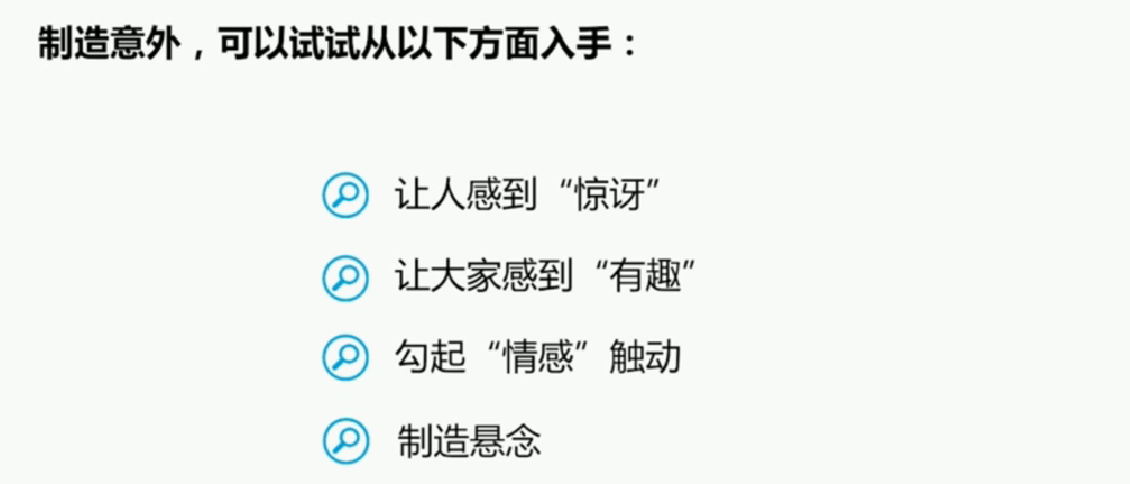 制造意外，可以试试从以下方面入手：
让人感到“惊讶”
让大家感到“有趣”
勾起“情感”触动
制造悬念